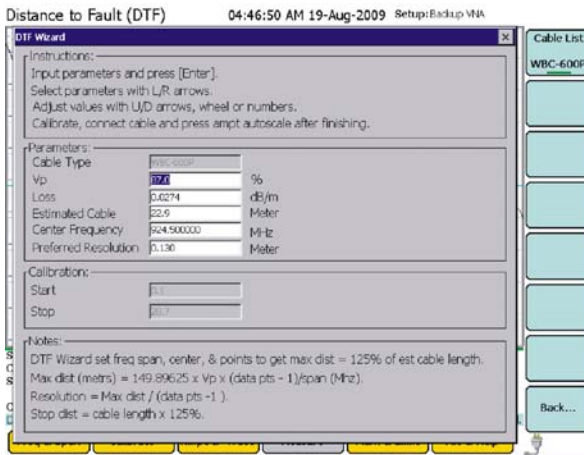 Distance to Fault (DTF) 04:46:50 AM 19-Aug-2009 Setup: Backup VNA
DTF Wizard
Cable List
WBC-600P
Instructions:
Input parameters and press [Enter].
Select parameters with L/R arrows.
Adjust values with U/D arrows, wheel or numbers.
Calibrate, connect cable and press ampt autoscale after finishing.
Parameters:
Cable Type WBC-600P
Vp 87.0 %
Loss 0.0274 dB/m
Estimated Cable 22.9 Meter
Center Frequency 924.500000 MHz
Preferred Resolution 0.130 Meter
Calibration:
Start 0.1
Stop
Notes:
DTF Wizard set freq span, center, & points to get max dist = 125% of est cable length.
Max dist (metrs) = 149.89625 x Vp x (data pts - 1)/span (Mhz).
Resolution = Max dist / (data pts -1 ).
Stop dist = cable length x 125%.
Back...